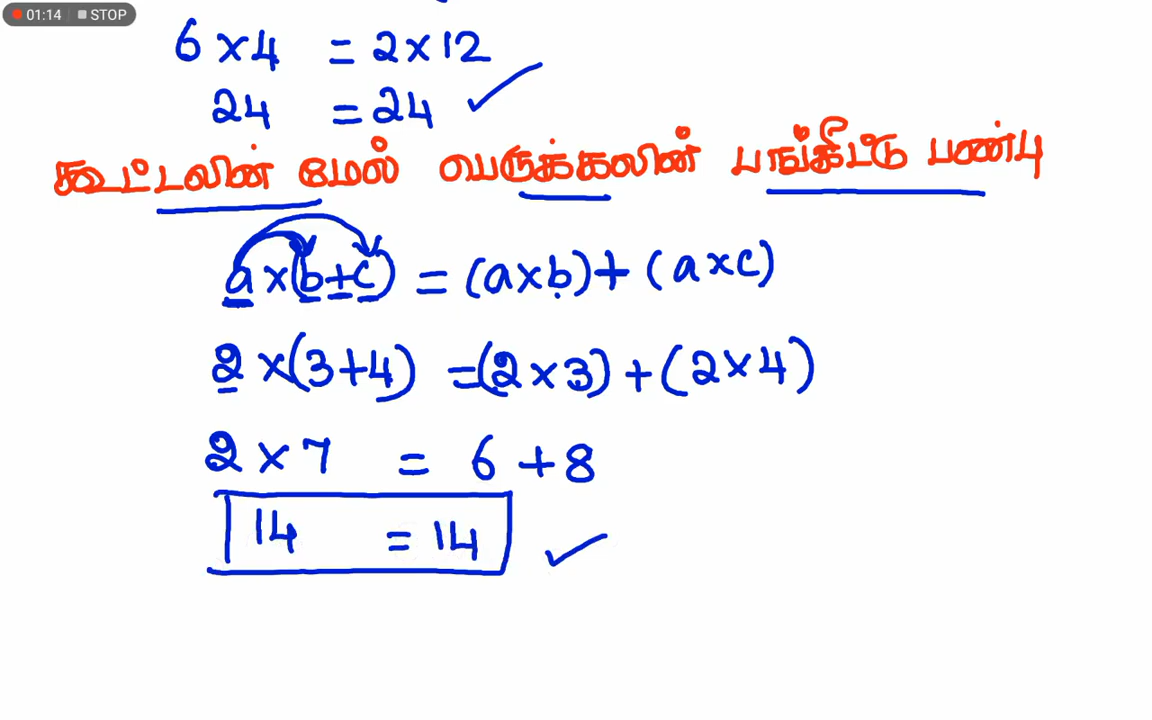 01:14 STOP
6 × 4 = 2 × 12
24 = 24 ✓
கூட்டலின் மேல் பெருக்கலின் பங்கீட்டு பண்பு
a × (b + c) = (a × b) + (a × c)
2 × (3 + 4) = (2 × 3) + (2 × 4)
2 × 7 = 6 + 8
14 = 14 ✓